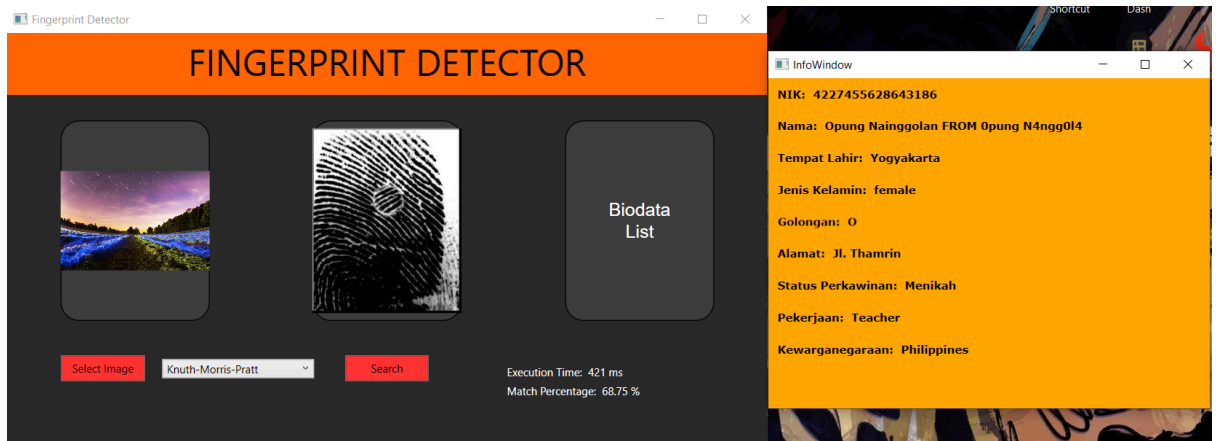 Fingerprint Detector
FINGERPRINT DETECTOR
Biodata
List
Select Image
Knuth-Morris-Pratt
Search
Execution Time: 421 ms
Match Percentage: 68.75 %
Shortcut
Dash
InfoWindow
NIK: 4227455628643186
Nama: Opung Nainggolan FROM 0pung N4ngg0l4
Tempat Lahir: Yogyakarta
Jenis Kelamin: female
Golongan: O
Alamat: Jl. Thamrin
Status Perkawinan: Menikah
Pekerjaan: Teacher
Kewarganegaraan: Philippines